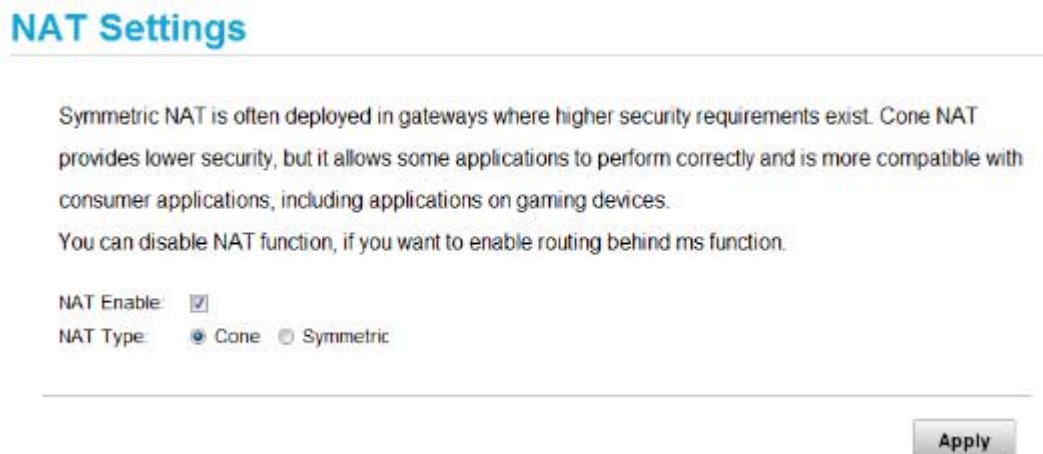 NAT Settings
Symmetric NAT is often deployed in gateways where higher security requirements exist. Cone NAT
provides lower security, but it allows some applications to perform correctly and is more compatible with
consumer applications, including applications on gaming devices.
You can disable NAT function, if you want to enable routing behind ms function.
NAT Enable:
NAT Type: Cone Symmetric
Apply